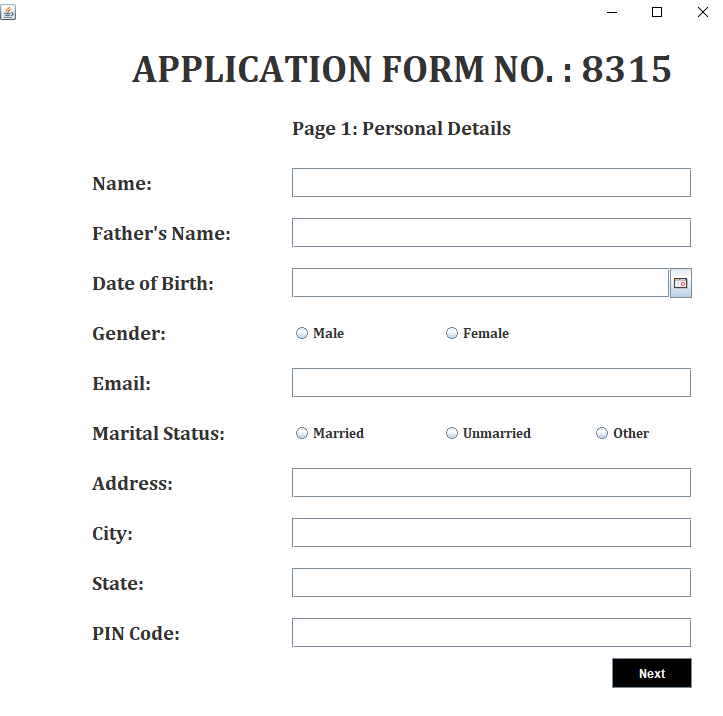 APPLICATION FORM NO. : 8315
Page 1: Personal Details
Name:
Father's Name:
Date of Birth:
Gender: Male Female
Email:
Marital Status: Married Unmarried Other
Address:
City:
State:
PIN Code:
Next